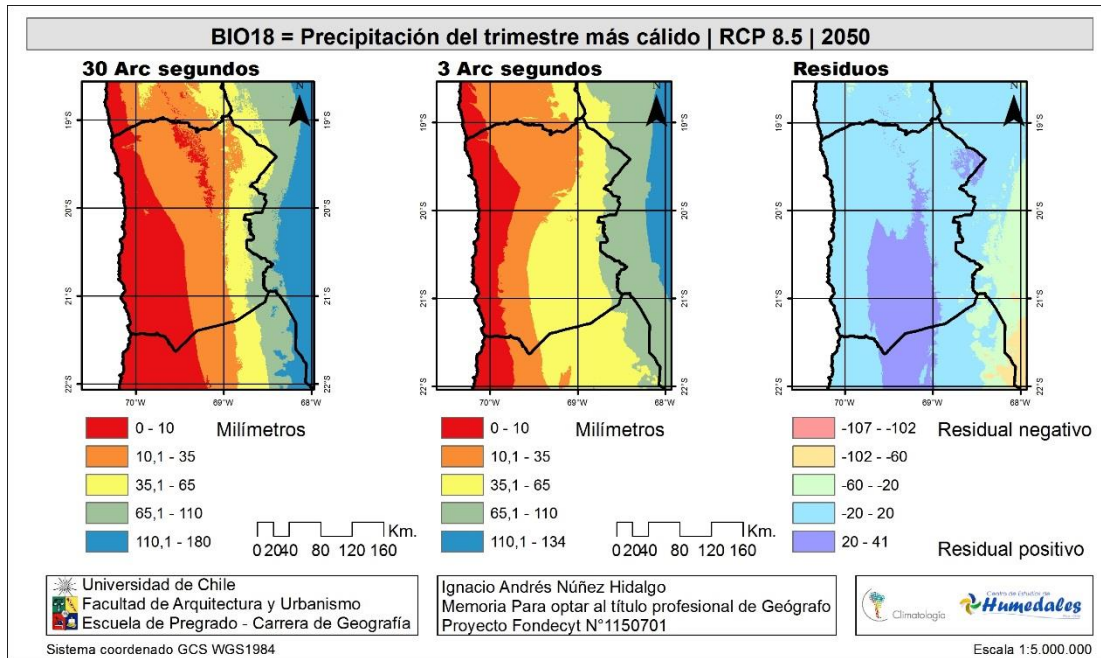 BIO18 = Precipitación del trimestre más cálido | RCP 8.5 | 2050
30 Arc segundos
3 Arc segundos
Residuos
N
N
N
19°S
20°S
21°S
22°S
19°S
20°S
21°S
22°S
70°W
69°W
68°W
19°S
20°S
21°S
22°S
19°S
20°S
21°S
22°S
70°W
69°W
68°W
19°S
20°S
21°S
22°S
19°S
20°S
21°S
22°S
70°W
69°W
68°W
0 - 10
Milímetros
10,1 - 35
35,1 - 65
65,1 - 110
110,1 - 180
Km.
0 20 40 80 120 160
0 - 10
Milímetros
10,1 - 35
35,1 - 65
65,1 - 110
110,1 - 134
Km.
0 20 40 80 120 160
-107 - -102
Residual negativo
-102 - -60
-60 - -20
-20 - 20
20 - 41
Residual positivo
Universidad de Chile
Facultad de Arquitectura y Urbanismo
Escuela de Pregrado - Carrera de Geografía
Ignacio Andrés Núñez Hidalgo
Memoria Para optar al título profesional de Geógrafo
Proyecto Fondecyt N°1150701
Climatología
Centro de Estudios de
Humedales
Sistema coordenado GCS WGS1984
Escala 1:5.000.000